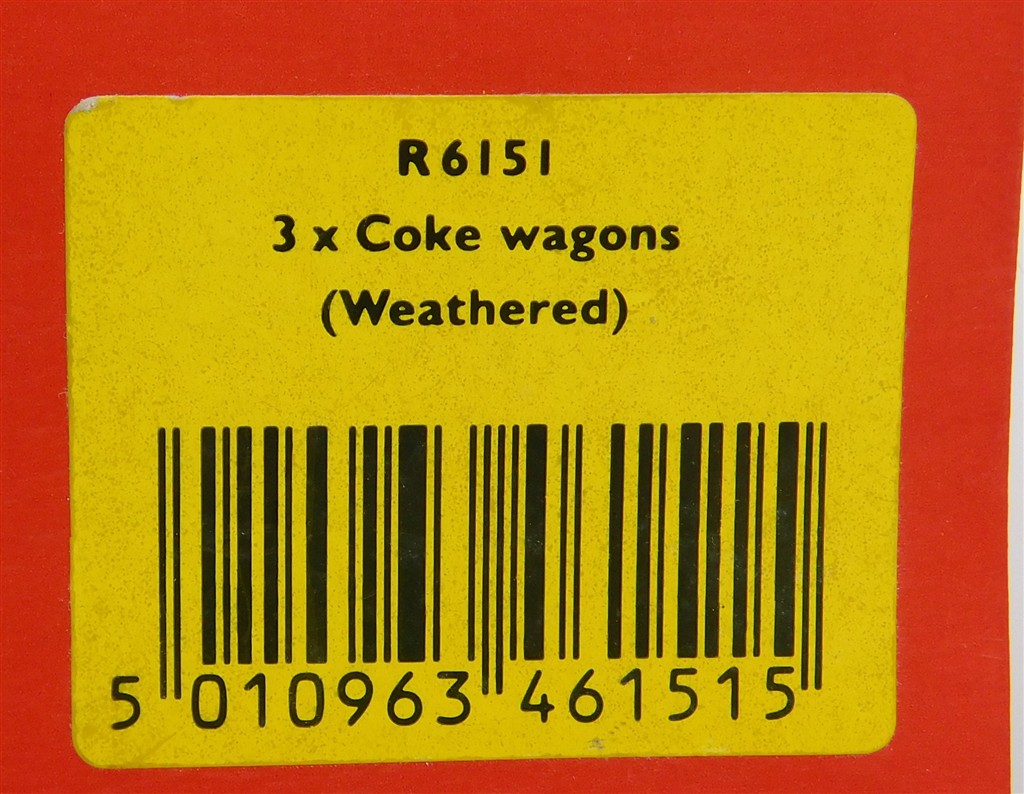 R6151
3 x Coke wagons
(Weathered)
5 010963 461515